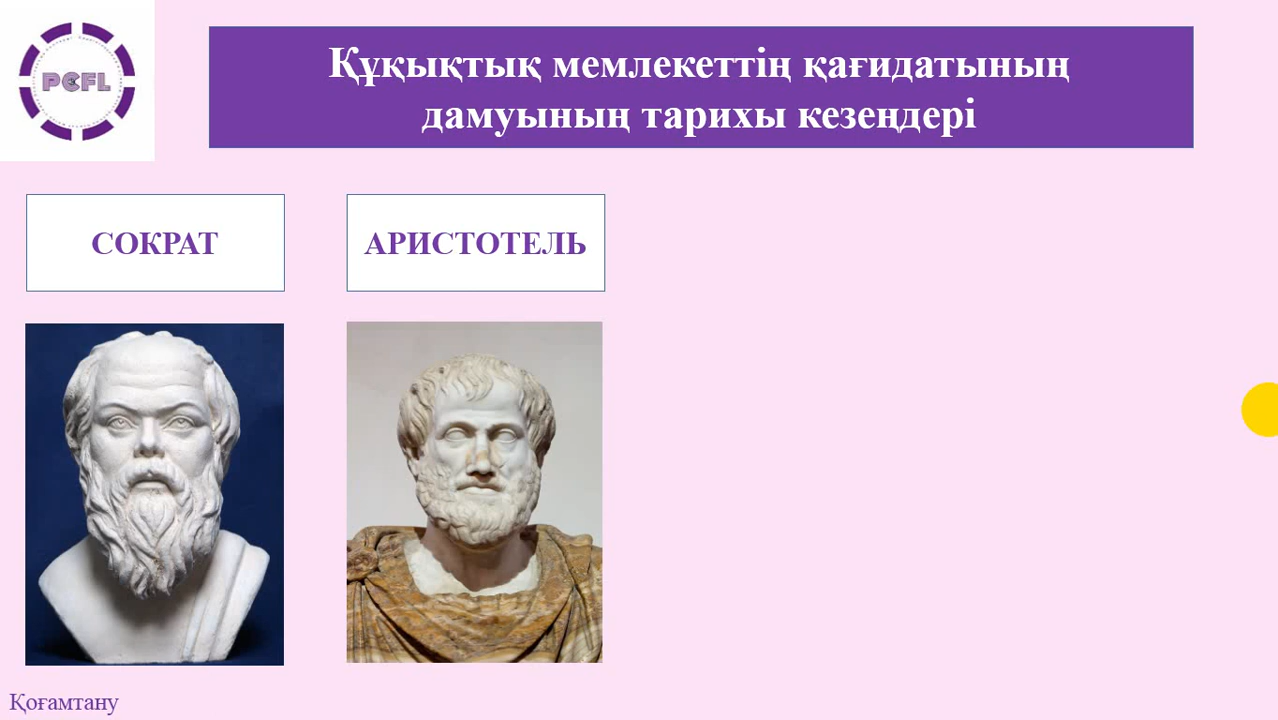 PCFL
Құқықтық мемлекеттің қағидатының
дамуының тарихы кезеңдері
СОКРАТ
АРИСТОТЕЛЬ
Қоғамтану